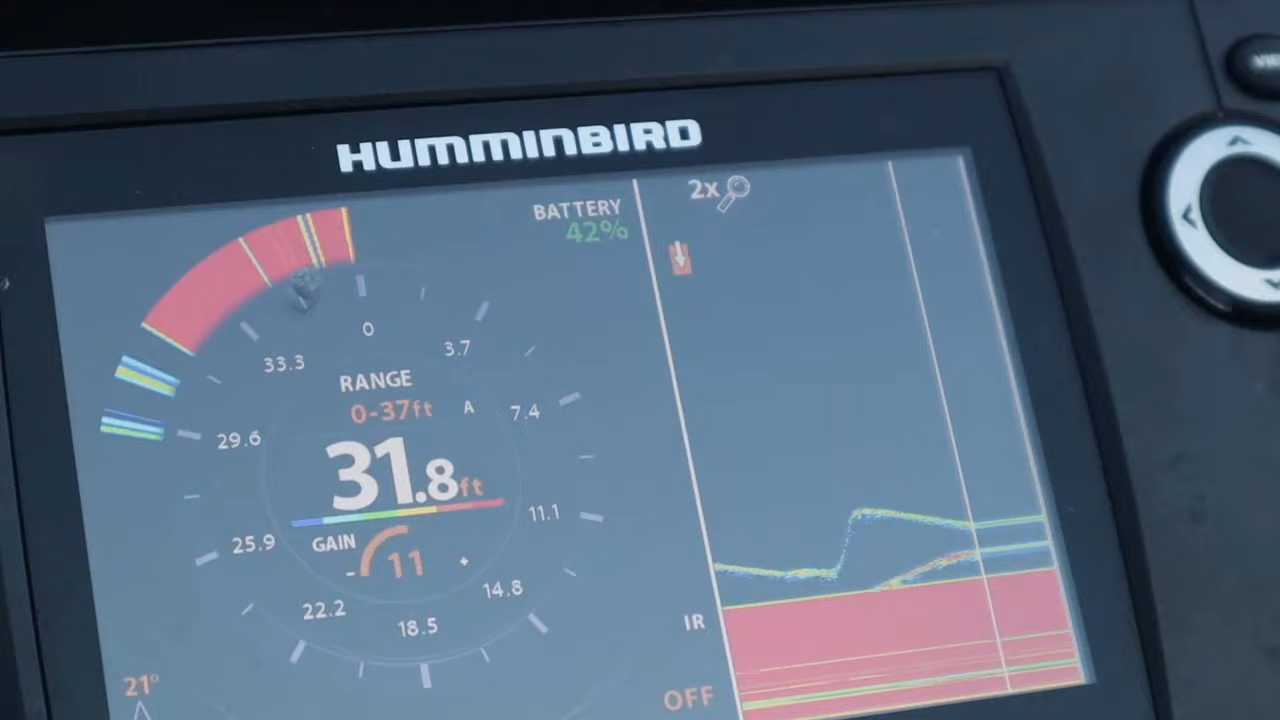 HUMMINBIRD
BATTERY
42%
2x
0
33.3
3.7
RANGE
0-37ft
A
7.4
29.6
31.8ft
11.1
25.9
GAIN
- 11 +
14.8
22.2
18.5
IR
21°
OFF